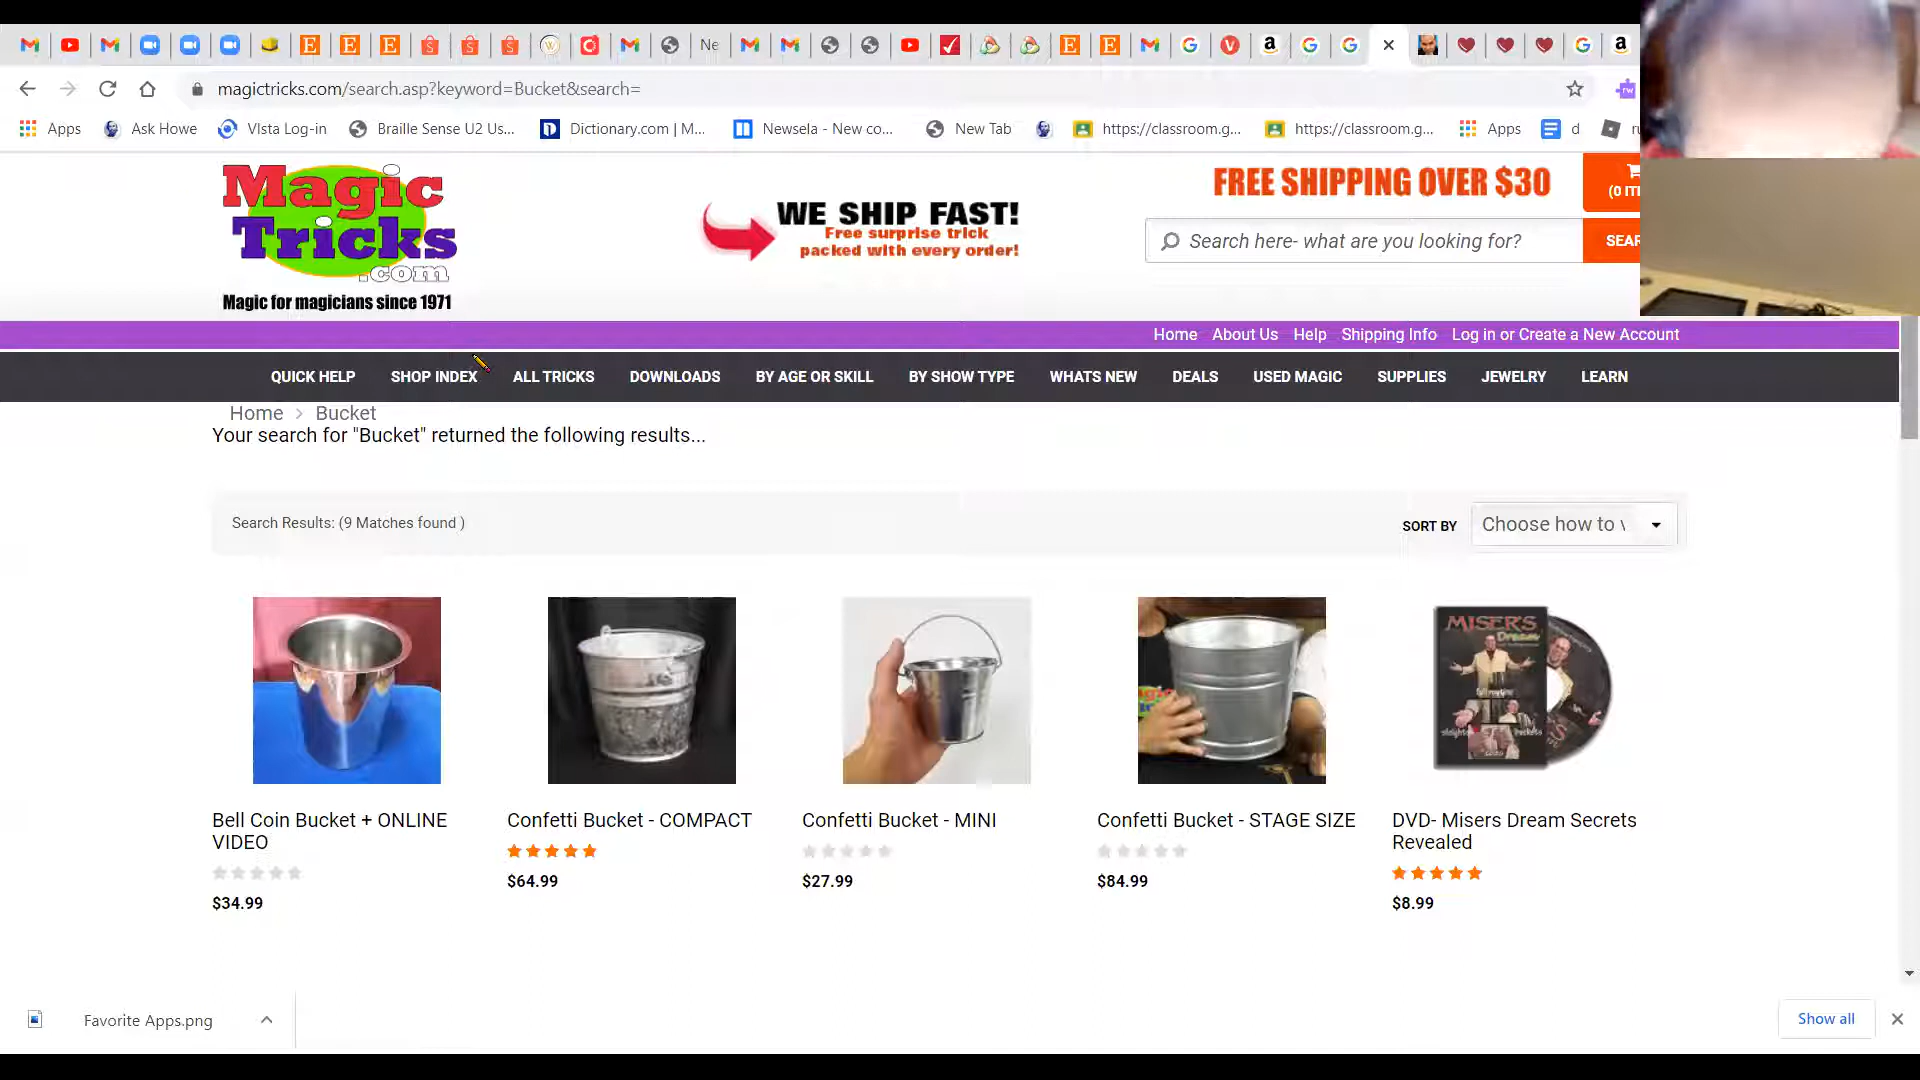 Ne
magictricks.com/search.asp?keyword=Bucket&search=
Apps
Ask Howe
VIsta Log-in
Braille Sense U2 Us...
Dictionary.com | M...
Newsela - New co...
New Tab
https://classroom.g...
https://classroom.g...
Apps
d
Magic
Tricks
.com
Magic for magicians since 1971
WE SHIP FAST!
Free surprise trick
packed with every order!
FREE SHIPPING OVER $30
(0 IT
Search here- what are you looking for?
SEAR
Home About Us Help Shipping Info Log in or Create a New Account
QUICK HELP SHOP INDEX ALL TRICKS DOWNLOADS BY AGE OR SKILL BY SHOW TYPE WHATS NEW DEALS USED MAGIC SUPPLIES JEWELRY LEARN
Home > Bucket
Your search for "Bucket" returned the following results...
Search Results: (9 Matches found )
SORT BY
Choose how to v
MISER'S
Dream
Bell Coin Bucket + ONLINE
VIDEO
$34.99
Confetti Bucket - COMPACT
$64.99
Confetti Bucket - MINI
$27.99
Confetti Bucket - STAGE SIZE
$84.99
DVD- Misers Dream Secrets
Revealed
$8.99
Favorite Apps.png
Show all